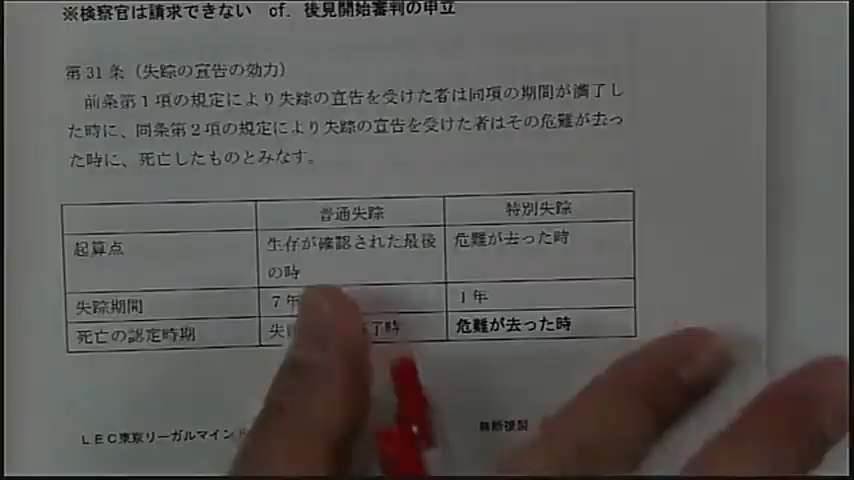 ※検察官は請求できない cf. 後見開始審判の申立
第31条（失踪の宣告の効力）
前条第1項の規定により失踪の宣告を受けた者は同項の期間が満了し
た時に、同条第2項の規定により失踪の宣告を受けた者はその危難が去っ
た時に、死亡したものとみなす。
普通失踪 特別失踪
起算点 生存が確認された最後の時 危難が去った時
失踪期間 7年 1年
死亡の認定時期 失 了時 危難が去った時
LEC東京リーガルマインド 無断複製